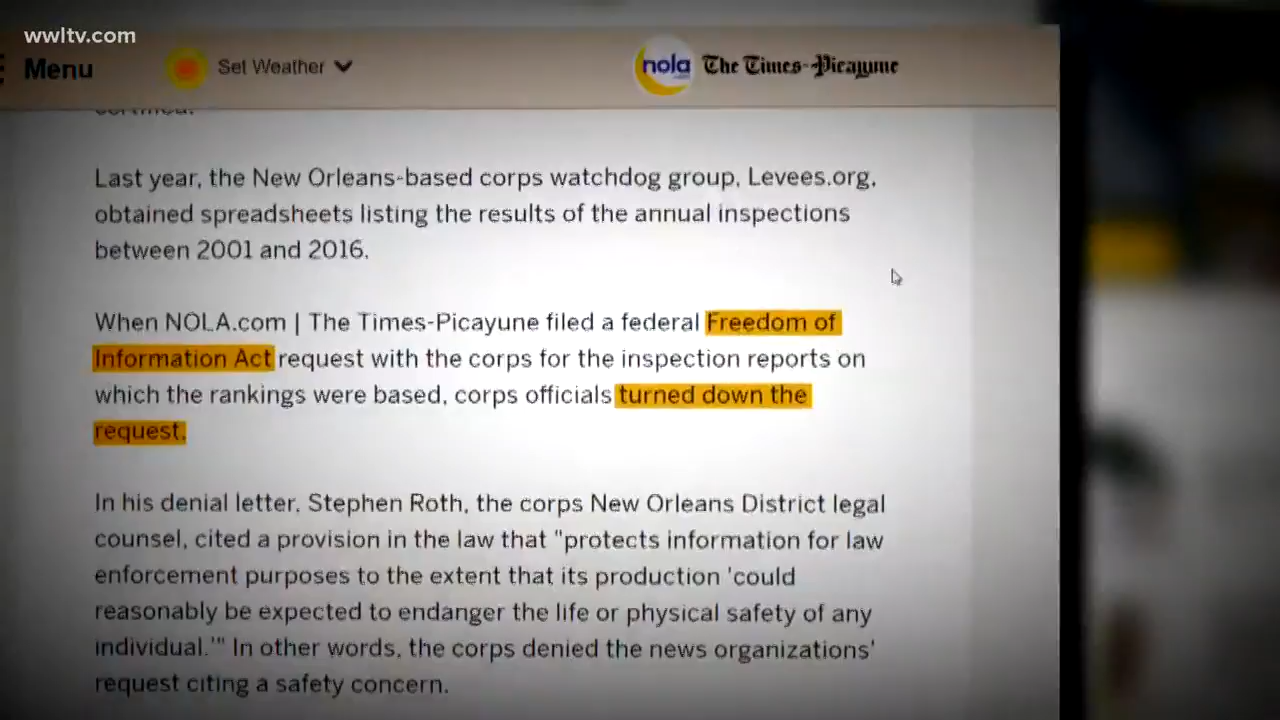 wwltv.com
Menu
Set Weather
nola
The Times-Picayune
Last year, the New Orleans-based corps watchdog group, Levees.org,
obtained spreadsheets listing the results of the annual inspections
between 2001 and 2016.
When NOLA.com | The Times-Picayune filed a federal Freedom of
Information Act request with the corps for the inspection reports on
which the rankings were based, corps officials turned down the
request.
In his denial letter, Stephen Roth, the corps New Orleans District legal
counsel, cited a provision in the law that "protects information for law
enforcement purposes to the extent that its production 'could
reasonably be expected to endanger the life or physical safety of any
individual.'" In other words, the corps denied the news organizations'
request citing a safety concern.